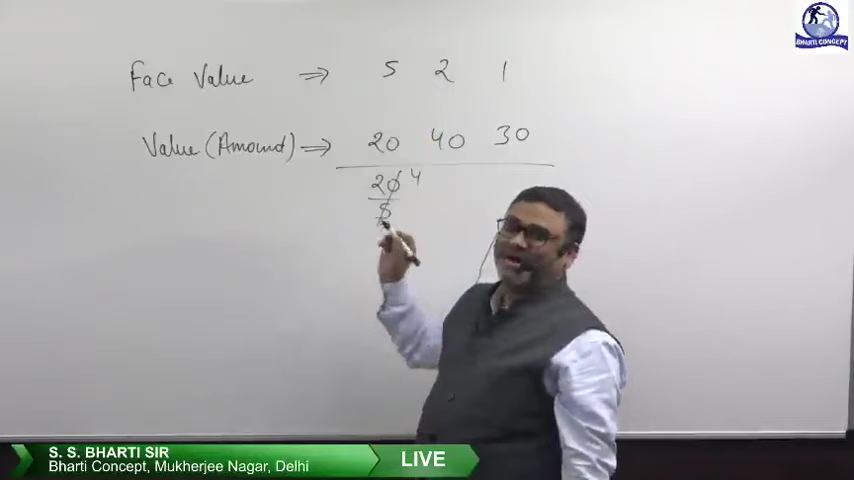 BHARTI CONCEPT
Face Value ⇒ 5 2 1
Value (Amound) ⇒ 20 40 30
20 4
5
S. S. BHARTI SIR
Bharti Concept, Mukherjee Nagar, Delhi
LIVE